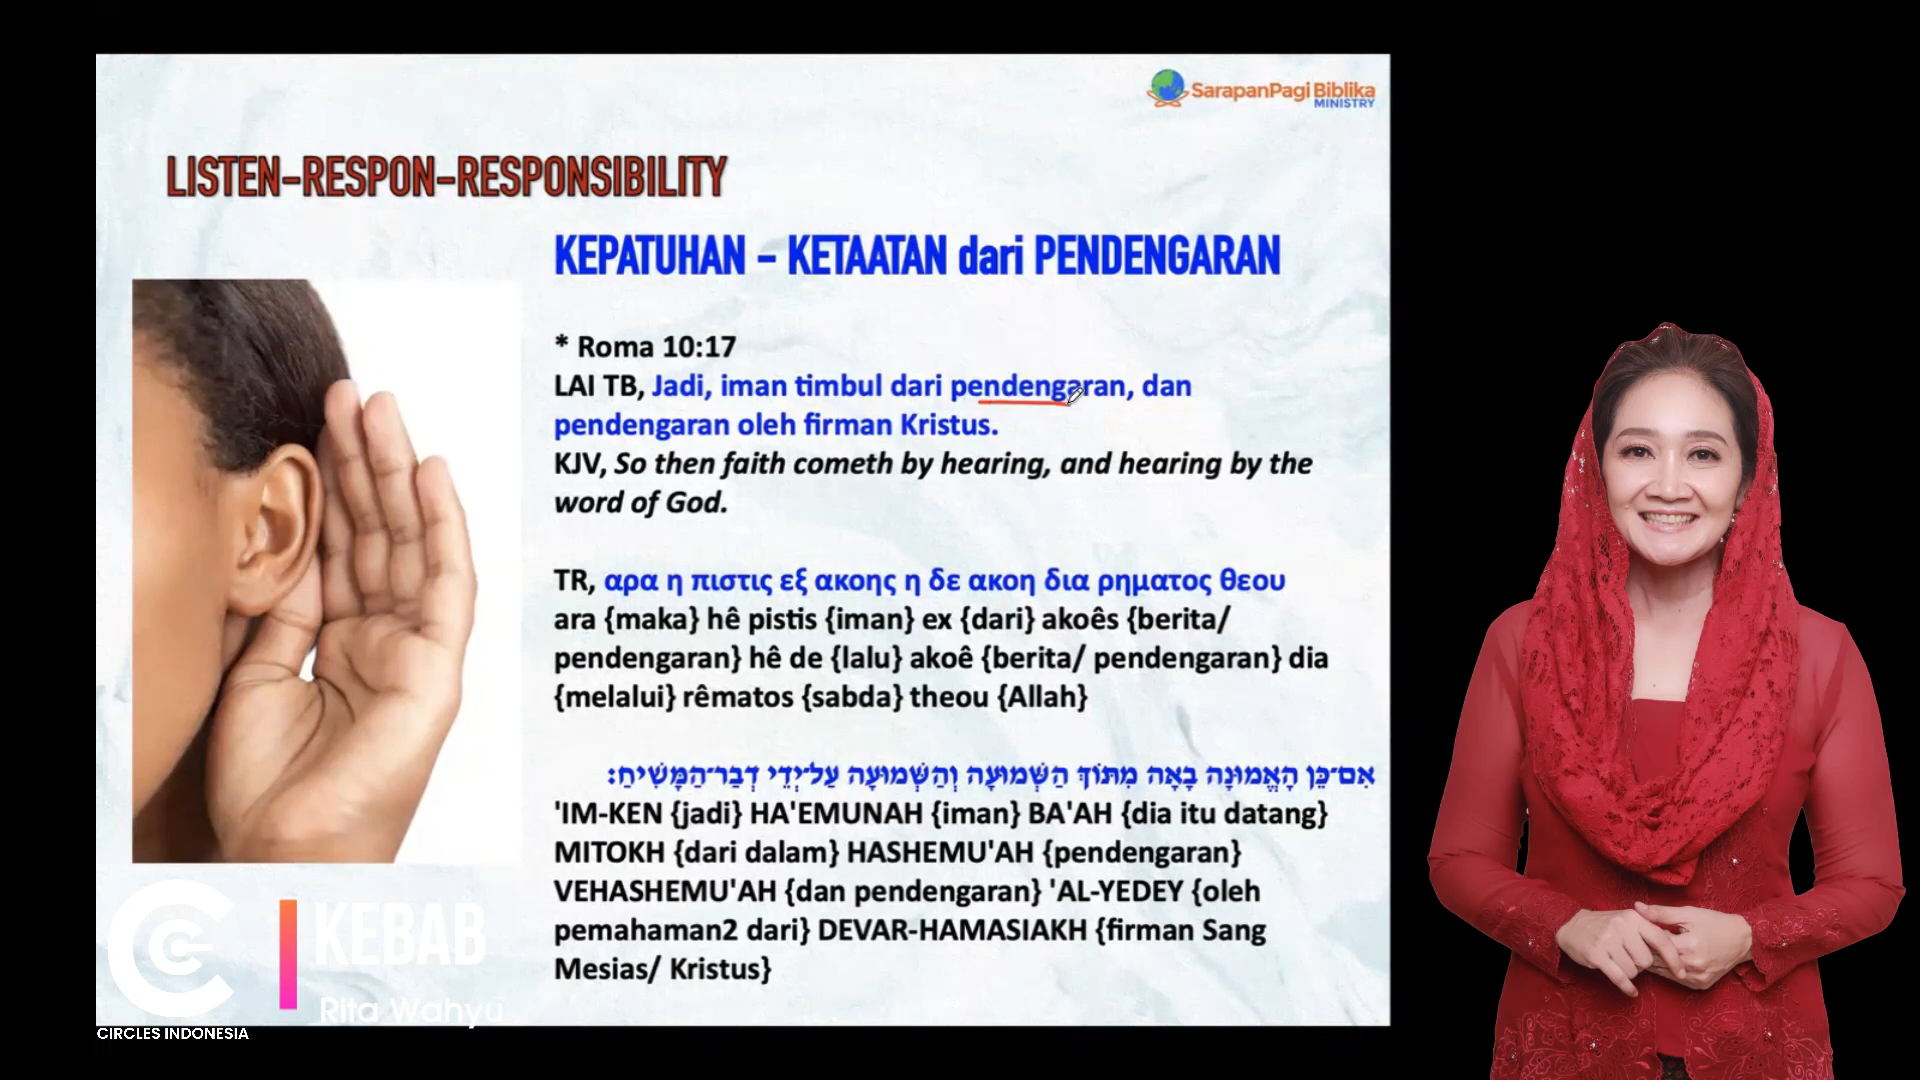 SarapanPagi Biblika
MINISTRY
LISTEN-RESPON-RESPONSIBILITY
KEPATUHAN - KETAATAN dari PENDENGARAN
* Roma 10:17
LAI TB, Jadi, iman timbul dari pendengaran, dan
pendengaran oleh firman Kristus.
KJV, So then faith cometh by hearing, and hearing by the
word of God.
TR, αρα η πιστις εξ ακοης η δε ακοη δια ρηματος θεου
ara {maka} hê pistis {iman} ex {dari} akoês {berita/
pendengaran} hê de {lalu} akoê {berita/ pendengaran} dia
{melalui} rêmatos {sabda} theou {Allah}
אִם־כֵּן הָאֱמוּנָה בָּאָה מִתּוֹךְ הַשְּׁמוּעָה וְהַשְּׁמוּעָה עַל־יְדֵי דְּבַר־הַמָּשִׁיחַ׃
'IM-KEN {jadi} HA'EMUNAH {iman} BA'AH {dia itu datang}
MITOKH {dari dalam} HASHEMU'AH {pendengaran}
VEHASHEMU'AH {dan pendengaran} 'AL-YEDEY {oleh
pemahaman2 dari} DEVAR-HAMASIAKH {firman Sang
Mesias/ Kristus}
KEBAB
Rita Wahyu
CIRCLES INDONESIA